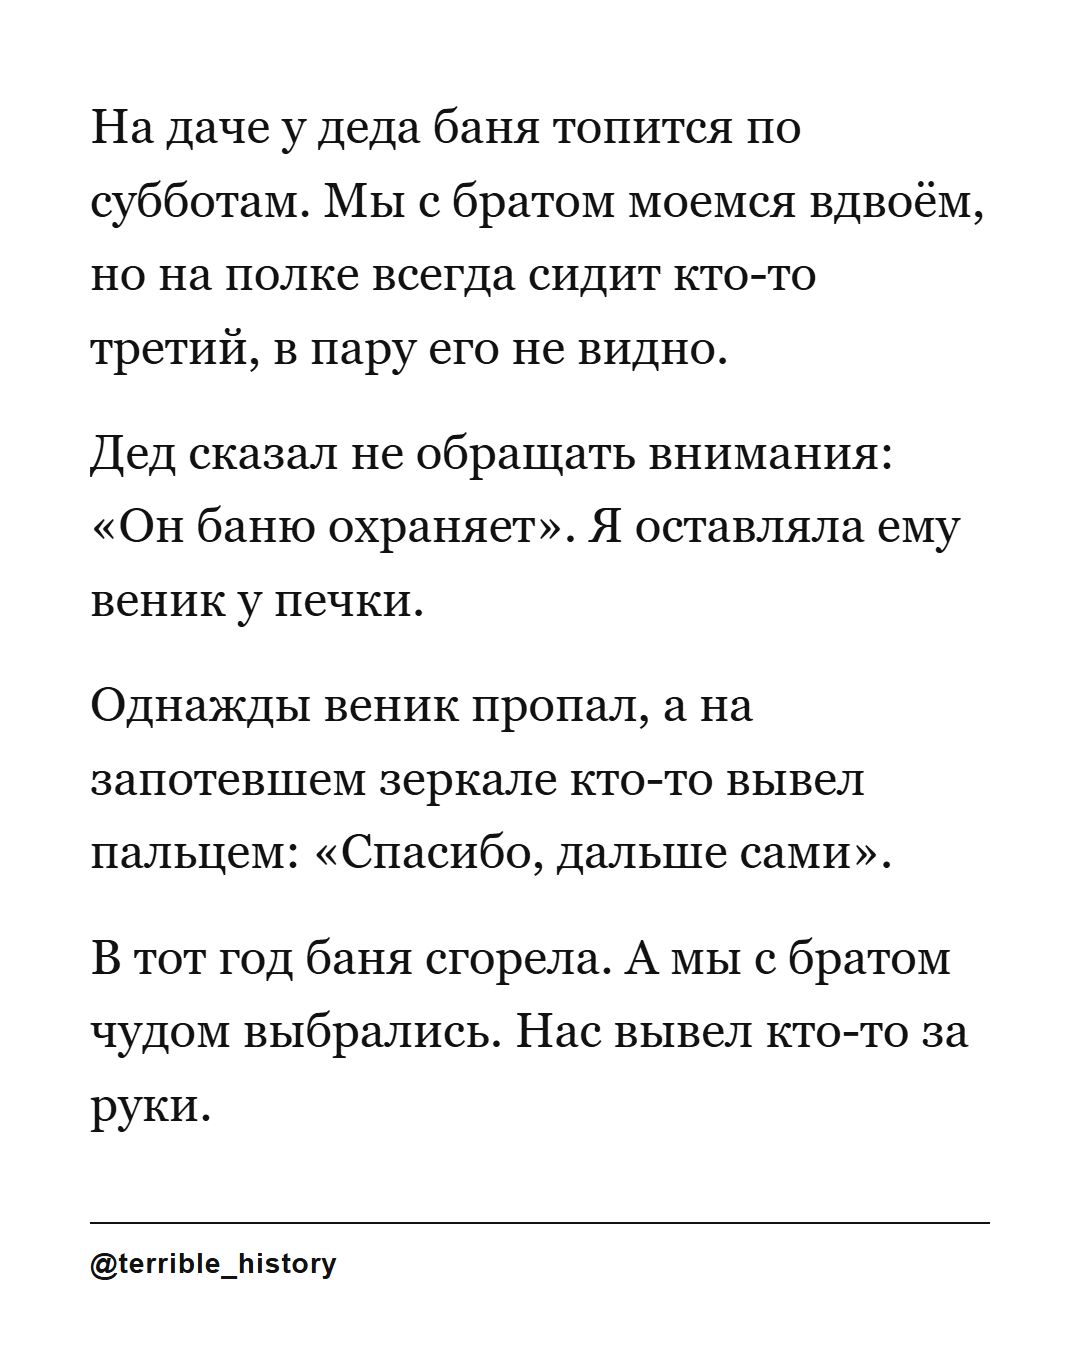 На даче у деда баня топится по
субботам. Мы с братом моемся вдвоём,
но на полке всегда сидит кто-то
третий, в пару его не видно.
Дед сказал не обращать внимания:
«Он баню охраняет». Я оставляла ему
веник у печки.
Однажды веник пропал, а на
запотевшем зеркале кто-то вывел
пальцем: «Спасибо, дальше сами».
В тот год баня сгорела. А мы с братом
чудом выбрались. Нас вывел кто-то за
руки.
@terrible_history